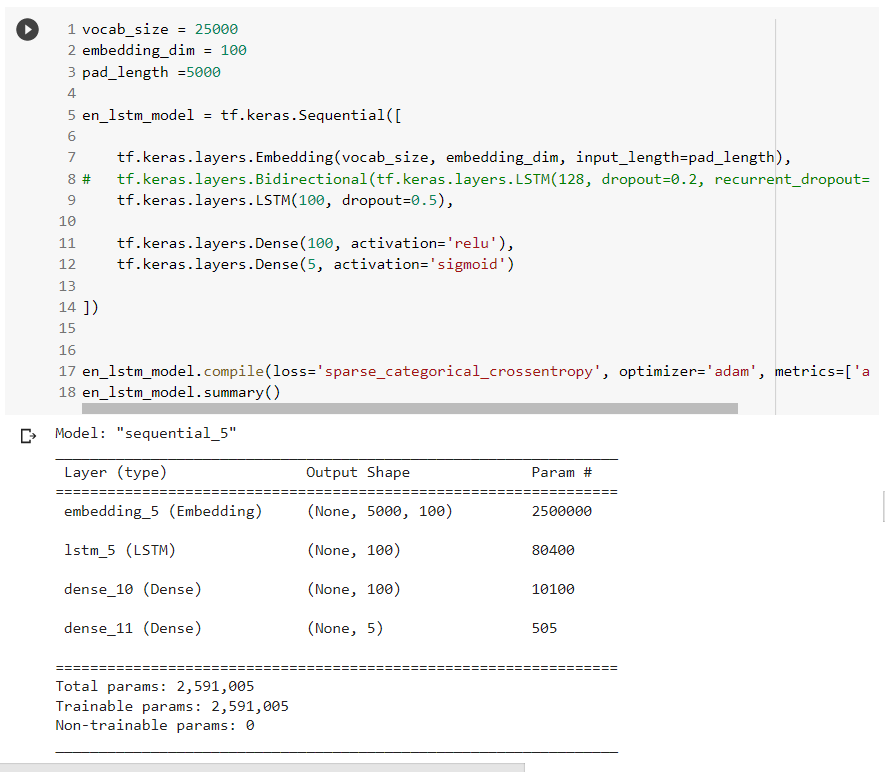 1 vocab_size = 25000
2 embedding_dim = 100
3 pad_length =5000
4
5 en_lstm_model = tf.keras.Sequential([
6
7     tf.keras.layers.Embedding(vocab_size, embedding_dim, input_length=pad_length),
8 #   tf.keras.layers.Bidirectional(tf.keras.layers.LSTM(128, dropout=0.2, recurrent_dropout=
9     tf.keras.layers.LSTM(100, dropout=0.5),
10
11     tf.keras.layers.Dense(100, activation='relu'),
12     tf.keras.layers.Dense(5, activation='sigmoid')
13
14 ])
15
16
17 en_lstm_model.compile(loss='sparse_categorical_crossentropy', optimizer='adam', metrics=['a
18 en_lstm_model.summary()
Model: "sequential_5"
Layer (type) Output Shape Param #
=================================================================
embedding_5 (Embedding) (None, 5000, 100) 2500000
lstm_5 (LSTM) (None, 100) 80400
dense_10 (Dense) (None, 100) 10100
dense_11 (Dense) (None, 5) 505
=================================================================
Total params: 2,591,005
Trainable params: 2,591,005
Non-trainable params: 0